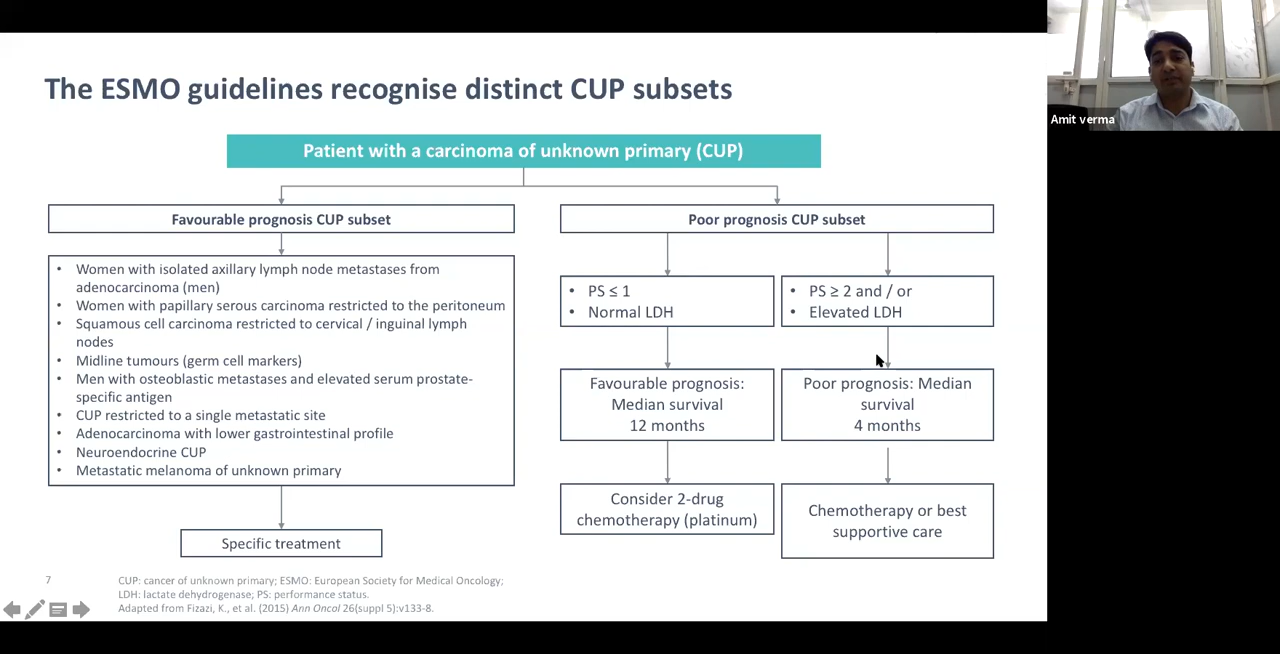 The ESMO guidelines recognise distinct CUP subsets
Amit verma
Patient with a carcinoma of unknown primary (CUP)
Favourable prognosis CUP subset
• Women with isolated axillary lymph node metastases from
adenocarcinoma (men)
• Women with papillary serous carcinoma restricted to the peritoneum
• Squamous cell carcinoma restricted to cervical / inguinal lymph
nodes
• Midline tumours (germ cell markers)
• Men with osteoblastic metastases and elevated serum prostate-
specific antigen
• CUP restricted to a single metastatic site
• Adenocarcinoma with lower gastrointestinal profile
• Neuroendocrine CUP
• Metastatic melanoma of unknown primary
Specific treatment
Poor prognosis CUP subset
• PS ≤ 1
• Normal LDH
Favourable prognosis:
Median survival
12 months
Consider 2-drug
chemotherapy (platinum)
• PS ≥ 2 and / or
• Elevated LDH
Poor prognosis: Median
survival
4 months
Chemotherapy or best
supportive care
7
CUP: cancer of unknown primary; ESMO: European Society for Medical Oncology;
LDH: lactate dehydrogenase; PS: performance status.
Adapted from Fizazi, K., et al. (2015) Ann Oncol 26(suppl 5):v133-8.